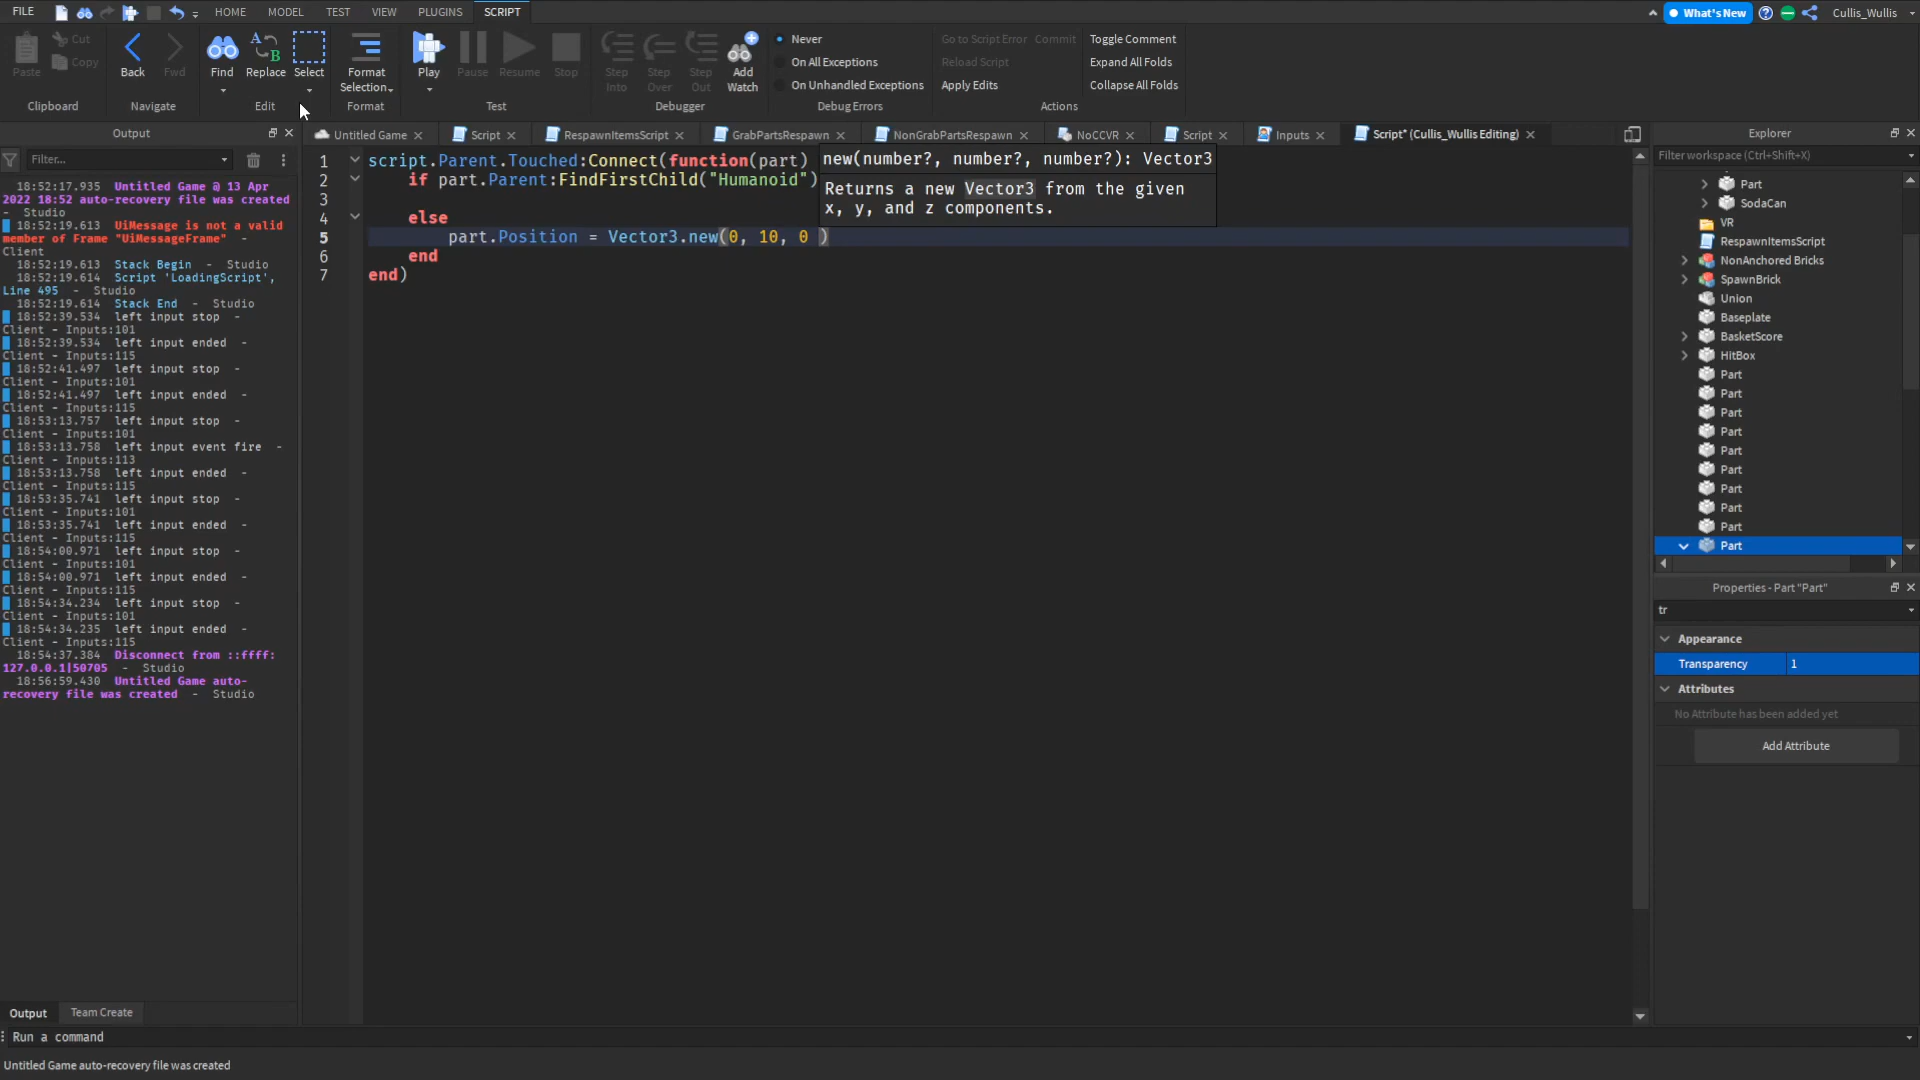 FILE HOME MODEL TEST VIEW PLUGINS SCRIPT What's New Cullis_Wullis
Paste Cut Copy Back Fwd Find Replace Select Format Selection Play Pause Resume Stop Step Into Step Over Step Out Add Watch
Never Go to Script Error Commit Toggle Comment
On All Exceptions Reload Script Expand All Folds
On Unhandled Exceptions Apply Edits Collapse All Folds
Clipboard Navigate Edit Format Test Debugger Debug Errors Actions
Output
Filter...
18:52:17.935 Untitled Game @ 13 Apr
2022 18:52 auto-recovery file was created
- Studio
18:52:19.613 UiMessage is not a valid
member of Frame "UiMessageFrame" -
Client
18:52:19.613 Stack Begin - Studio
18:52:19.614 Script 'LoadingScript',
Line 495 - Studio
18:52:19.614 Stack End - Studio
18:52:39.534 left input stop -
Client - Inputs:101
18:52:39.534 left input ended -
Client - Inputs:115
18:52:41.497 left input stop -
Client - Inputs:101
18:52:41.497 left input ended -
Client - Inputs:115
18:53:13.757 left input stop -
Client - Inputs:101
18:53:13.758 left input event fire -
Client - Inputs:113
18:53:13.758 left input ended -
Client - Inputs:115
18:53:35.741 left input stop -
Client - Inputs:101
18:53:35.741 left input ended -
Client - Inputs:115
18:54:00.971 left input stop -
Client - Inputs:101
18:54:00.971 left input ended -
Client - Inputs:115
18:54:34.234 left input stop -
Client - Inputs:101
18:54:34.235 left input ended -
Client - Inputs:115
18:54:37.384 Disconnect from ::ffff:
127.0.0.1|50705 - Studio
18:56:59.430 Untitled Game auto-
recovery file was created - Studio
Output Team Create
Run a command
Untitled Game auto-recovery file was created
Untitled Game Script RespawnItemsScript GrabPartsRespawn NonGrabPartsRespawn NoCCVR Script Inputs Script* (Cullis_Wullis Editing)
1 script.Parent.Touched:Connect(function(part)
2 if part.Parent:FindFirstChild("Humanoid")
3
4 else
5 part.Position = Vector3.new(0, 10, 0 )
6 end
7 end)
new(number?, number?, number?): Vector3
Returns a new Vector3 from the given
x, y, and z components.
Explorer
Filter workspace (Ctrl+Shift+X)
Part
SodaCan
VR
RespawnItemsScript
NonAnchored Bricks
SpawnBrick
Union
Baseplate
BasketScore
HitBox
Part
Part
Part
Part
Part
Part
Part
Part
Part
Part
Properties - Part "Part"
tr
Appearance
Transparency 1
Attributes
No Attribute has been added yet
Add Attribute